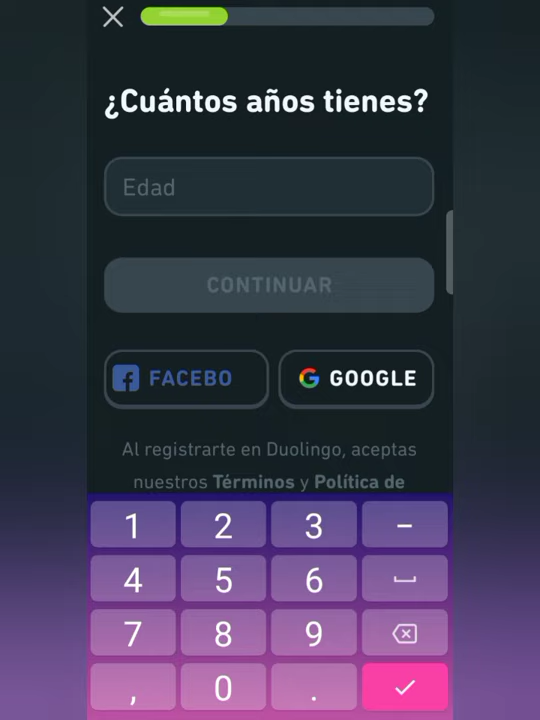 ¿Cuántos años tienes?
Edad
CONTINUAR
FACEBO
GOOGLE
Al registrarte en Duolingo, aceptas
nuestros Términos y Política de
1 2 3 -
4 5 6
7 8 9
, 0 .